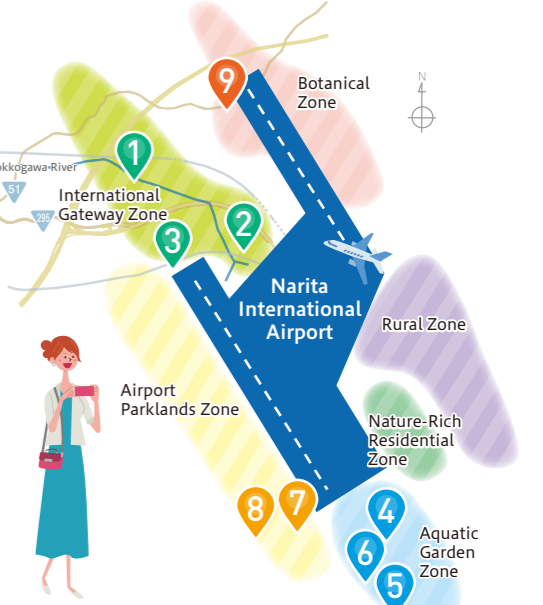 9
Botanical
Zone
N
1
okkogawa-River
51
International
Gateway Zone
295
2
3
Narita
International
Airport
Rural Zone
Airport
Parklands Zone
Nature-Rich
Residential
Zone
8
7
4
Aquatic
Garden
Zone
6
5